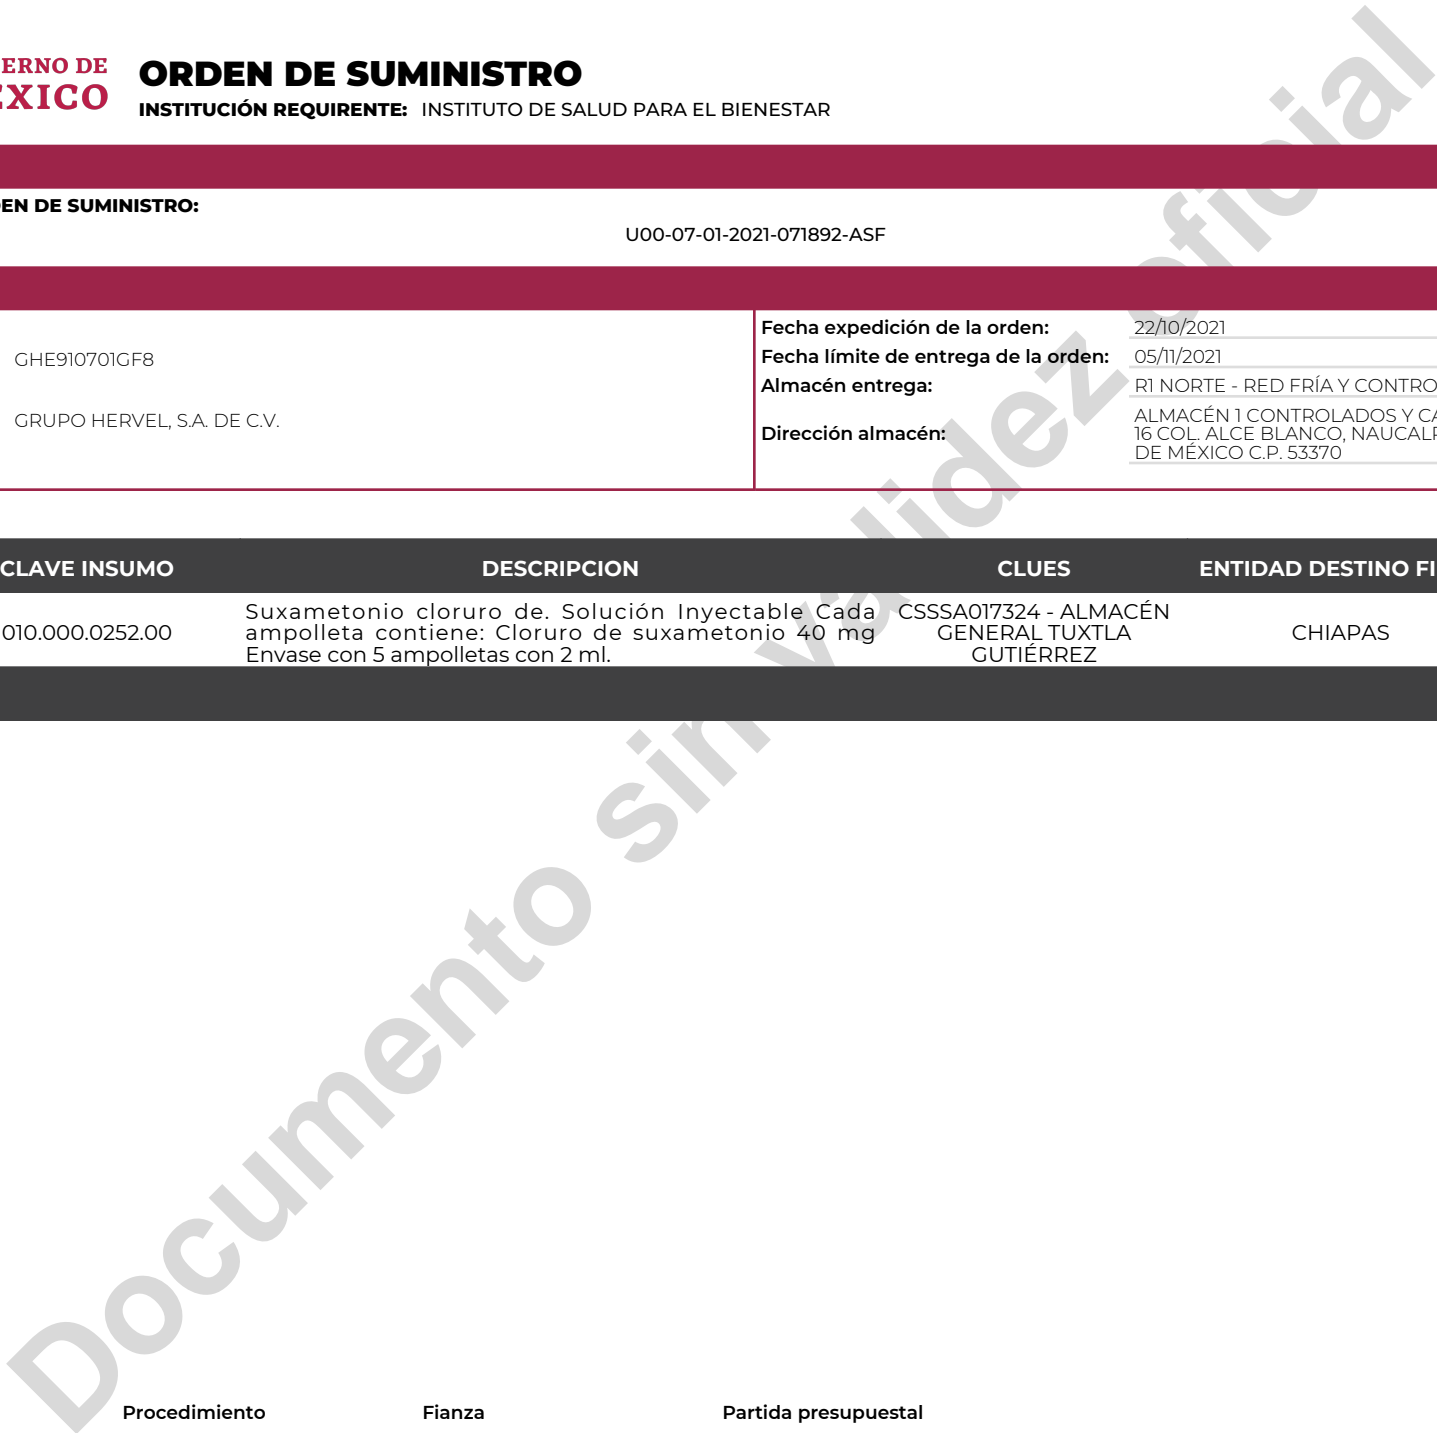 ERNO DE
ÉXICO
ORDEN DE SUMINISTRO
INSTITUCIÓN REQUIRENTE: INSTITUTO DE SALUD PARA EL BIENESTAR
EN DE SUMINISTRO:
U00-07-01-2021-071892-ASF
GHE910701GF8
GRUPO HERVEL, S.A. DE C.V.
Fecha expedición de la orden: 22/10/2021
Fecha límite de entrega de la orden: 05/11/2021
Almacén entrega: R1 NORTE - RED FRÍA Y CONTRO
Dirección almacén: ALMACÉN 1 CONTROLADOS Y CA
16 COL. ALCE BLANCO, NAUCALP
DE MÉXICO C.P. 53370
CLAVE INSUMO DESCRIPCION CLUES ENTIDAD DESTINO FI
010.000.0252.00
Suxametonio cloruro de. Solución Inyectable Cada
ampolleta contiene: Cloruro de suxametonio 40 mg
Envase con 5 ampolletas con 2 ml.
CSSSA017324 - ALMACÉN
GENERAL TUXTLA
GUTIÉRREZ
CHIAPAS
Documento sin validez oficial
Procedimiento Fianza Partida presupuestal